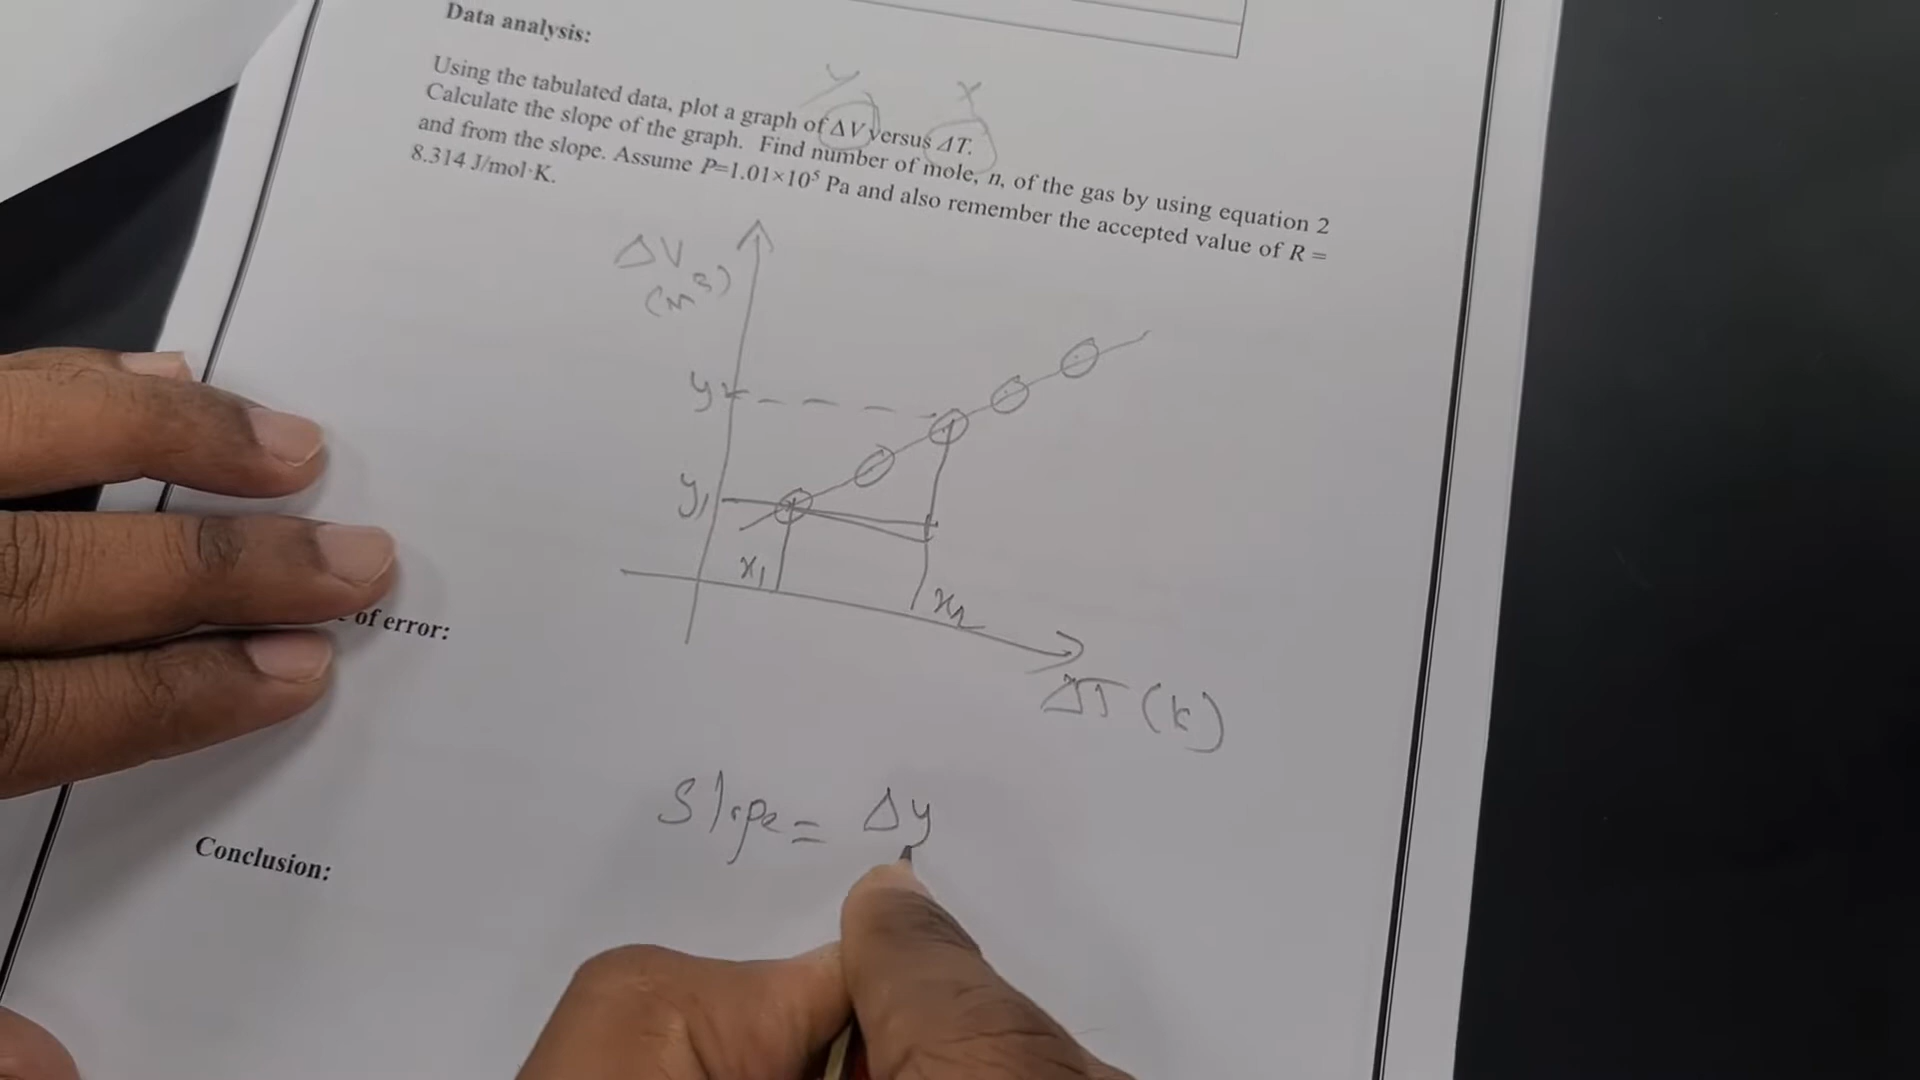 Data analysis:
y x
Using the tabulated data, plot a graph of ΔV versus ΔT.
Calculate the slope of the graph. Find number of mole, n, of the gas by using equation 2
and from the slope. Assume P=1.01×10⁵ Pa and also remember the accepted value of R =
8.314 J/mol·K.
ΔV
(m³)
y₂
y₁
x₁
x₂
ΔT (K)
of error:
Slope = Δy
Conclusion: